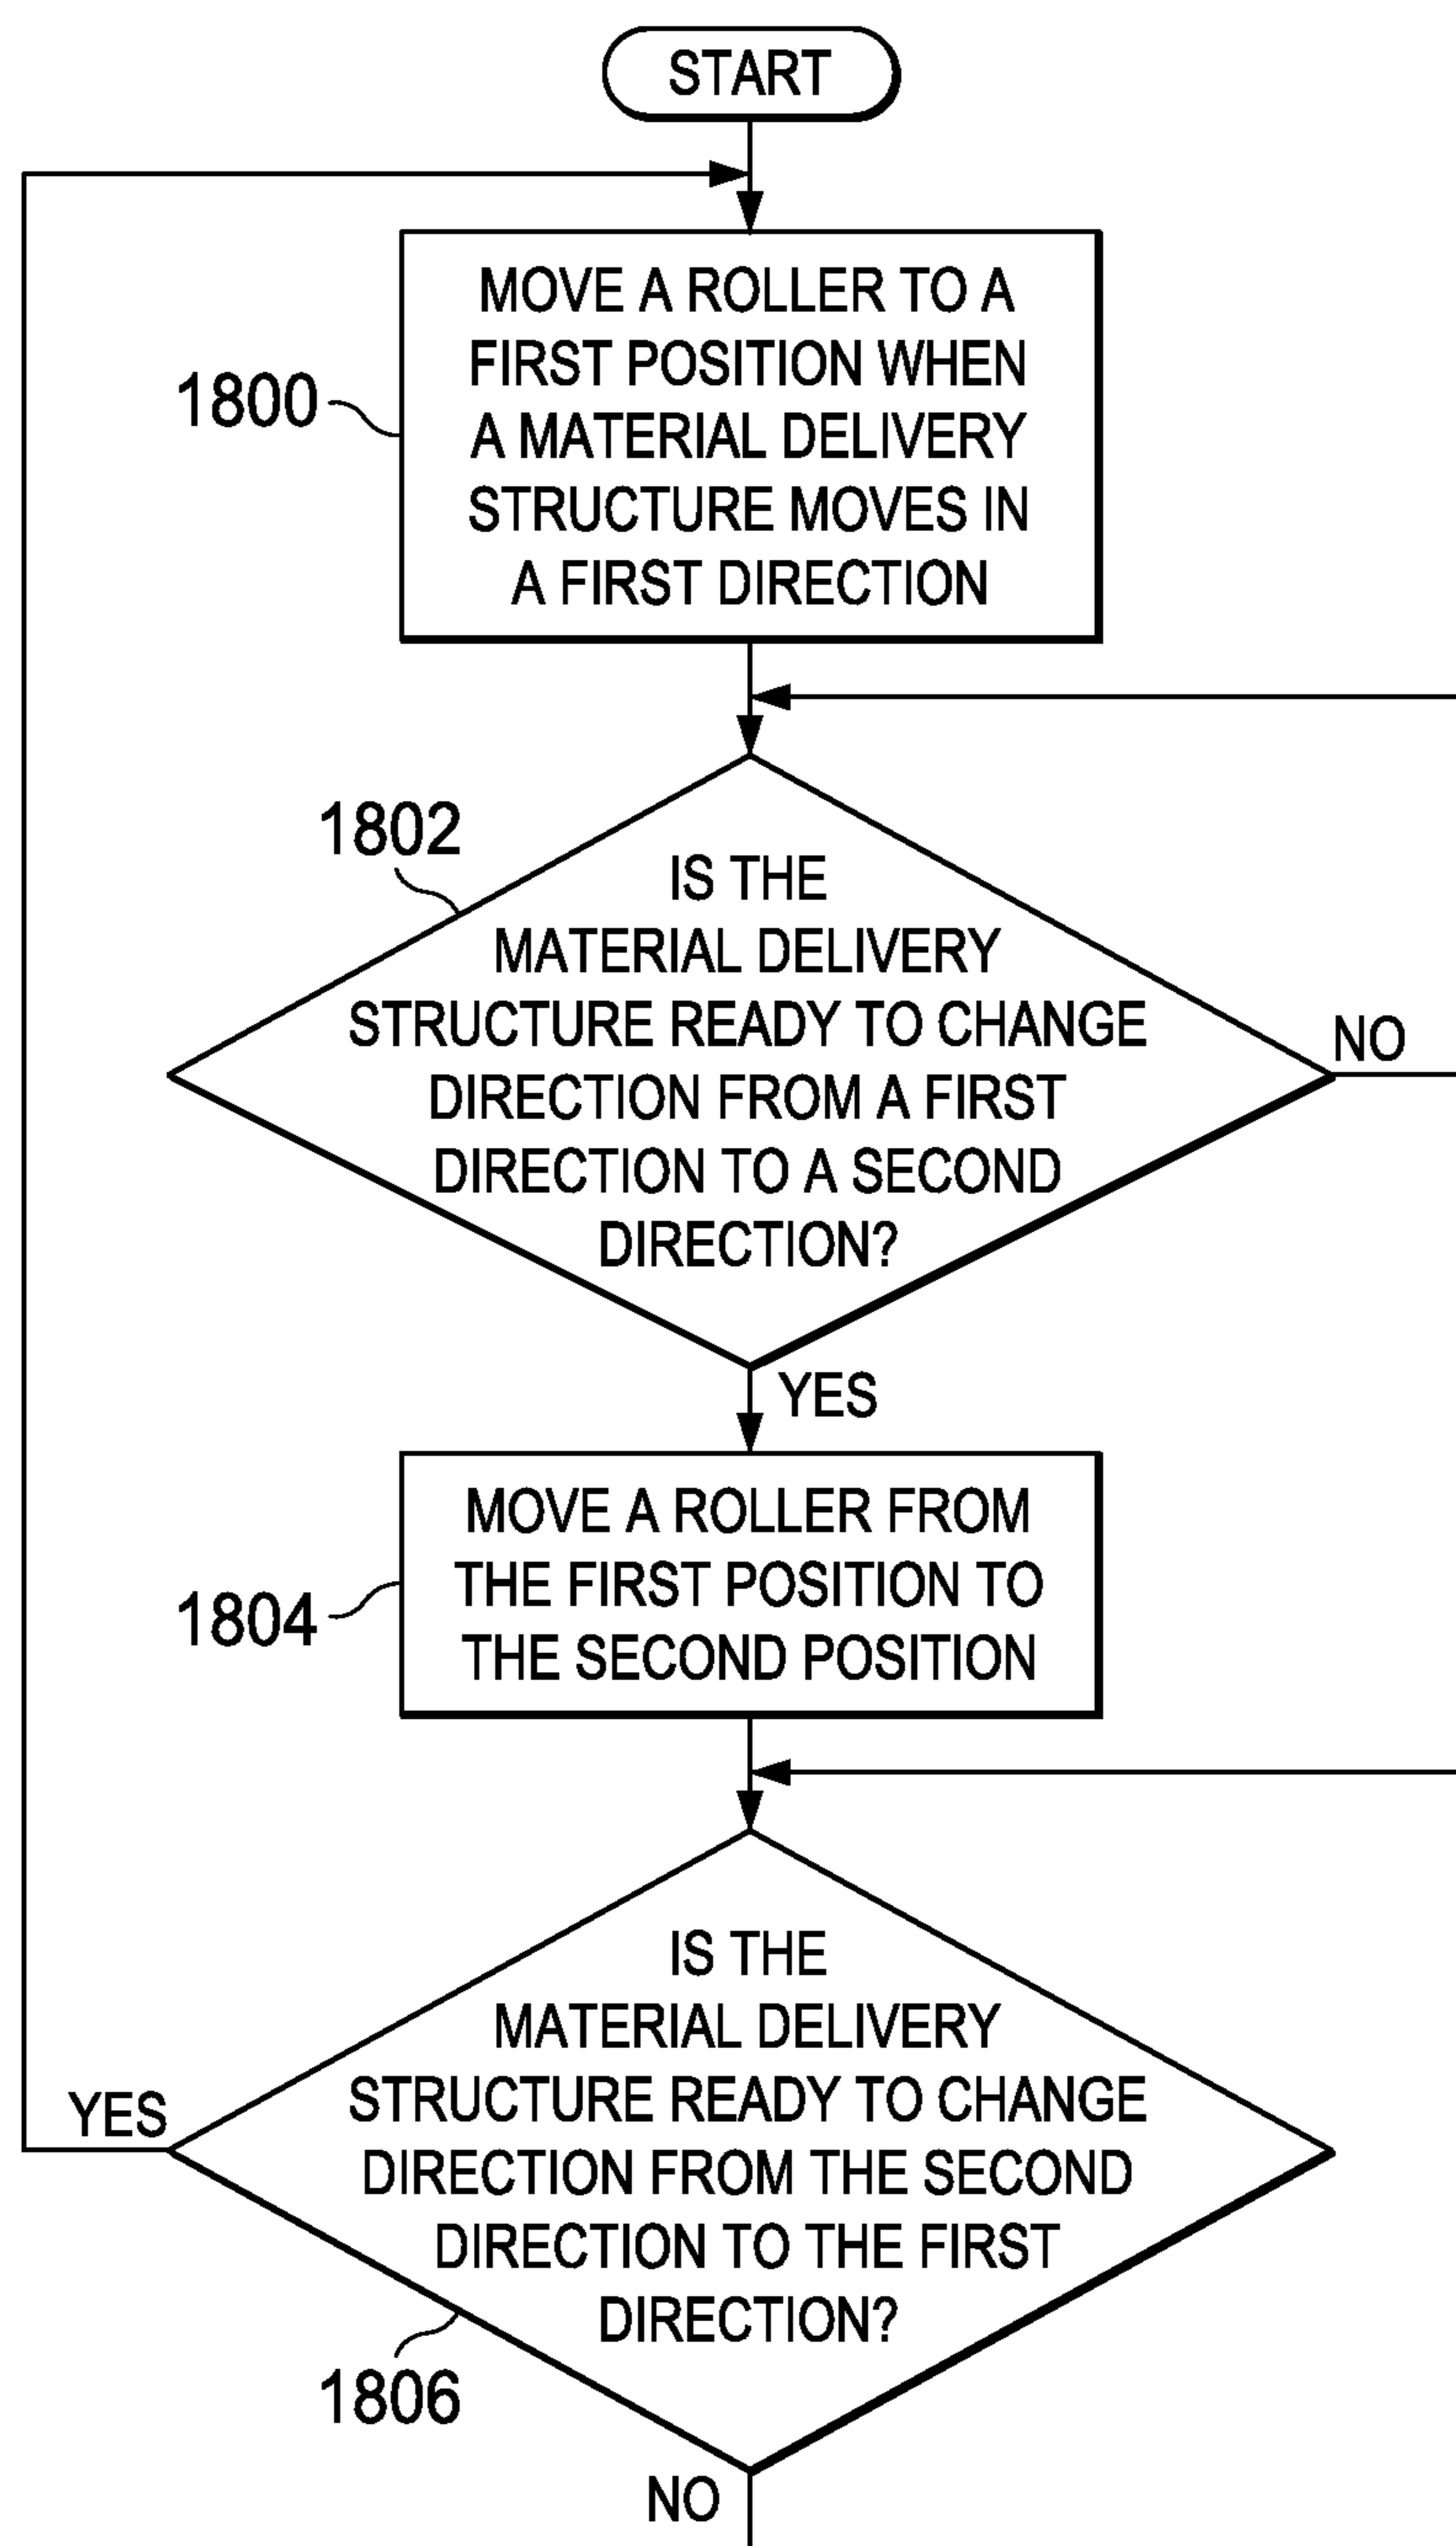 START
MOVE A ROLLER TO A
FIRST POSITION WHEN
A MATERIAL DELIVERY
STRUCTURE MOVES IN
A FIRST DIRECTION
1800
1802
IS THE
MATERIAL DELIVERY
STRUCTURE READY TO CHANGE
DIRECTION FROM A FIRST
DIRECTION TO A SECOND
DIRECTION?
NO
YES
MOVE A ROLLER FROM
THE FIRST POSITION TO
THE SECOND POSITION
1804
IS THE
MATERIAL DELIVERY
STRUCTURE READY TO CHANGE
DIRECTION FROM THE SECOND
DIRECTION TO THE FIRST
DIRECTION?
YES
1806
NO